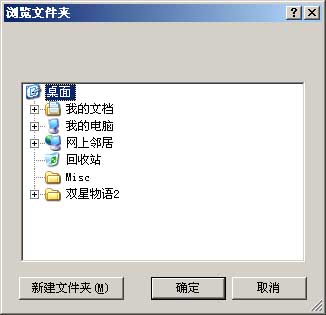 浏览文件夹
桌面
我的文档
我的电脑
网上邻居
回收站
Misc
双星物语2
新建文件夹(M) 确定 取消